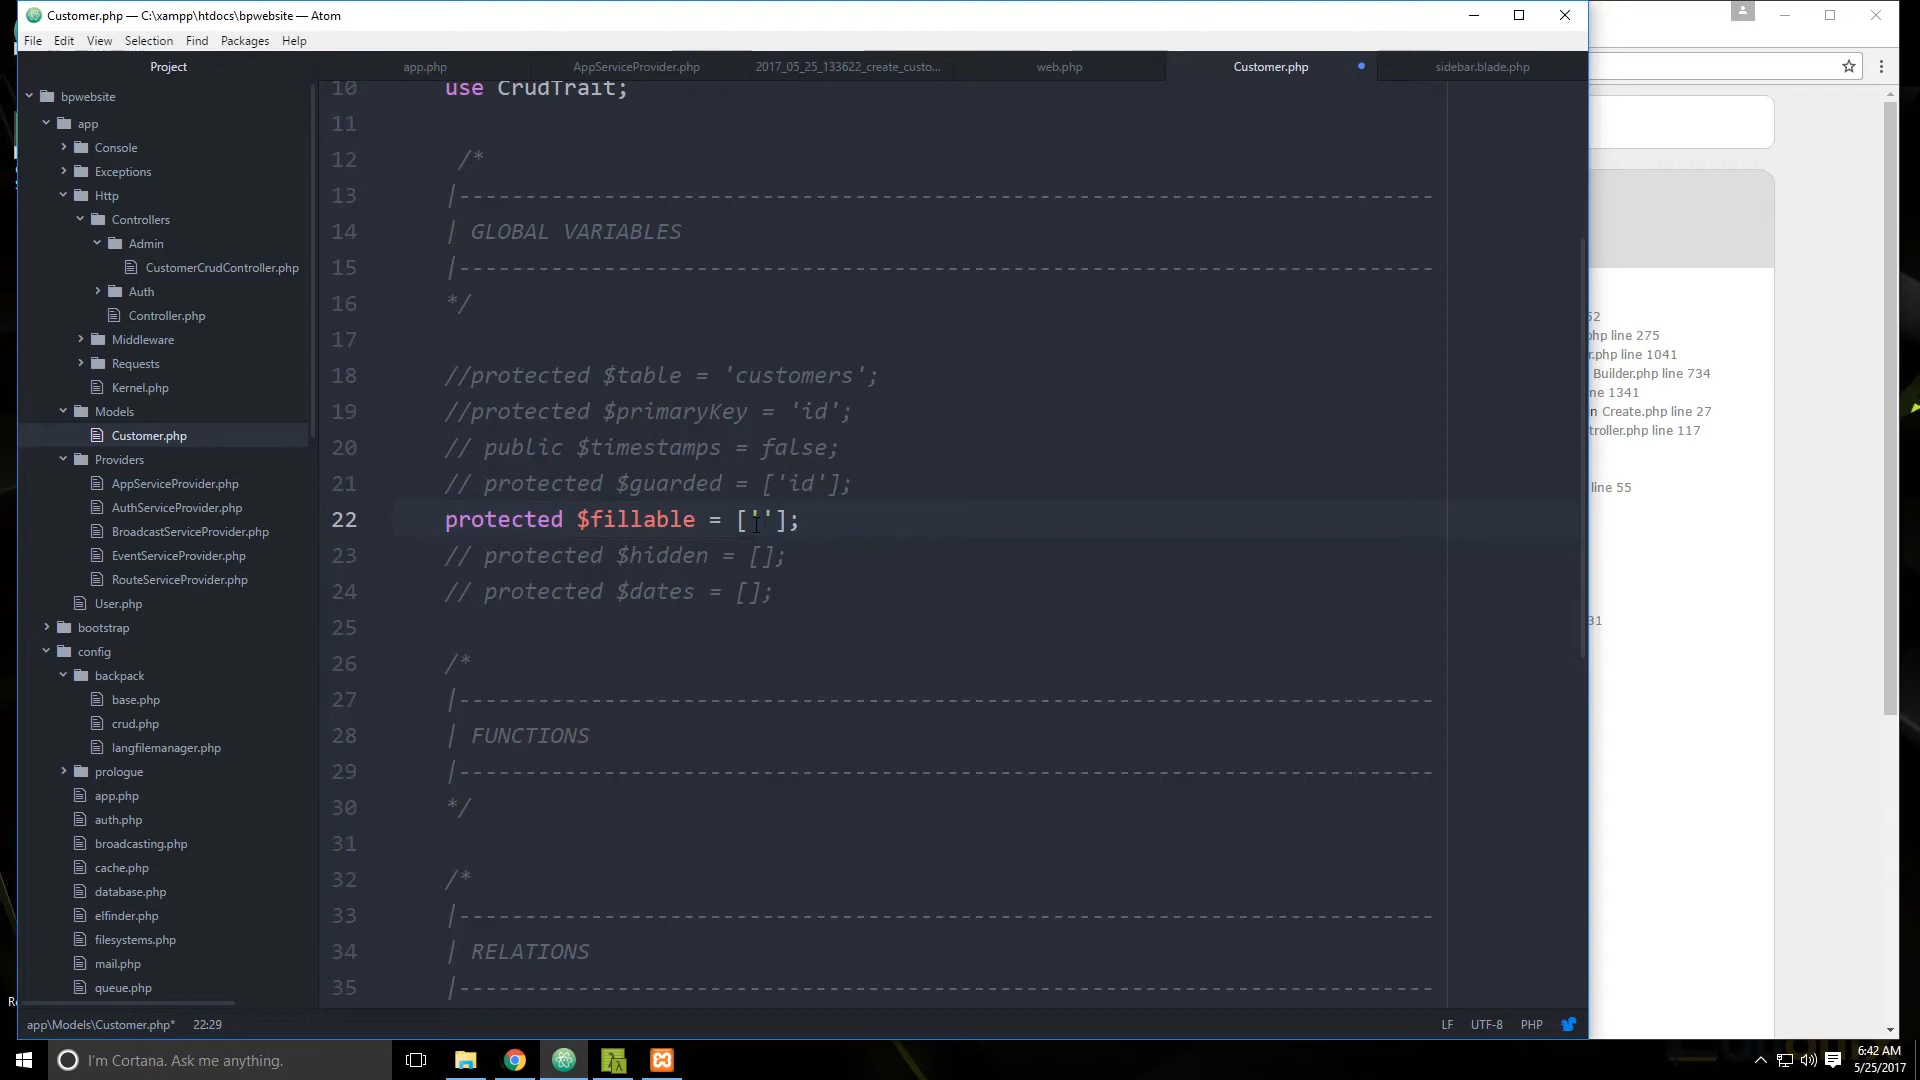 Customer.php — C:\xampp\htdocs\bpwebsite — Atom
File Edit View Selection Find Packages Help
Project
app.php
AppServiceProvider.php
2017_05_25_133622_create_custo...
web.php
Customer.php
sidebar.blade.php
bpwebsite
app
Console
Exceptions
Http
Controllers
Admin
CustomerCrudController.php
Auth
Controller.php
Middleware
Requests
Kernel.php
Models
Customer.php
Providers
AppServiceProvider.php
AuthServiceProvider.php
BroadcastServiceProvider.php
EventServiceProvider.php
RouteServiceProvider.php
User.php
bootstrap
config
backpack
base.php
crud.php
langfilemanager.php
prologue
app.php
auth.php
broadcasting.php
cache.php
database.php
elfinder.php
filesystems.php
mail.php
queue.php
10 use CrudTrait;
11
12 /*
13 |--------------------------------------------------------------------------
14 | GLOBAL VARIABLES
15 |--------------------------------------------------------------------------
16 */
17
18 //protected $table = 'customers';
19 //protected $primaryKey = 'id';
20 // public $timestamps = false;
21 // protected $guarded = ['id'];
22 protected $fillable = [''];
23 // protected $hidden = [];
24 // protected $dates = [];
25
26 /*
27 |--------------------------------------------------------------------------
28 | FUNCTIONS
29 |--------------------------------------------------------------------------
30 */
31
32 /*
33 |--------------------------------------------------------------------------
34 | RELATIONS
35 |--------------------------------------------------------------------------
52
php line 275
r.php line 1041
Builder.php line 734
ne 1341
n Create.php line 27
troller.php line 117
line 55
31
app\Models\Customer.php* 22:29
LF UTF-8 PHP
I'm Cortana. Ask me anything.
6:42 AM
5/25/2017